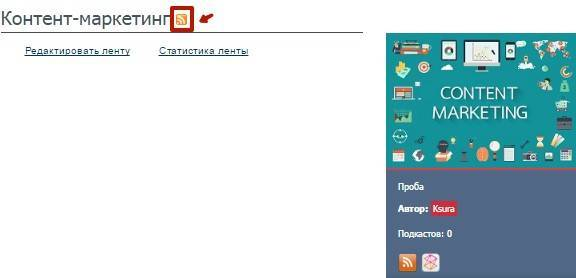 Контент-маркетинг
Редактировать ленту Статистика ленты
CONTENT
MARKETING
Проба
Автор: Ksura
Подкастов: 0